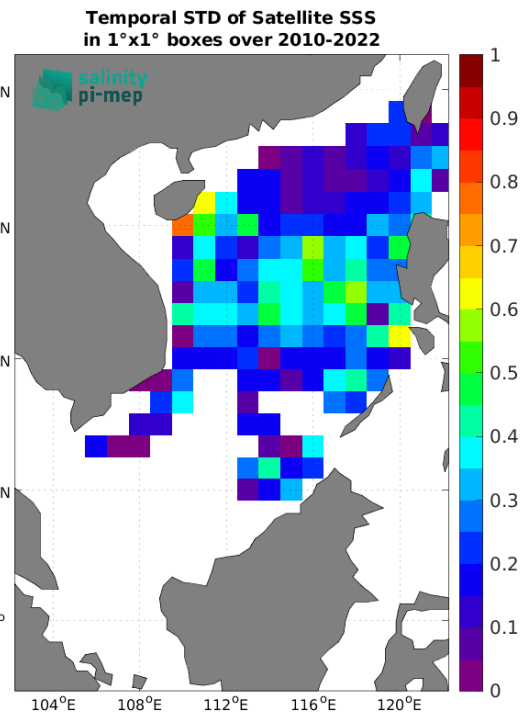 Temporal STD of Satellite SSS
in 1°x1° boxes over 2010-2022
salinity
pi-mep
N
N
N
N
o
104°E 108°E 112°E 116°E 120°E
1
0.9
0.8
0.7
0.6
0.5
0.4
0.3
0.2
0.1
0